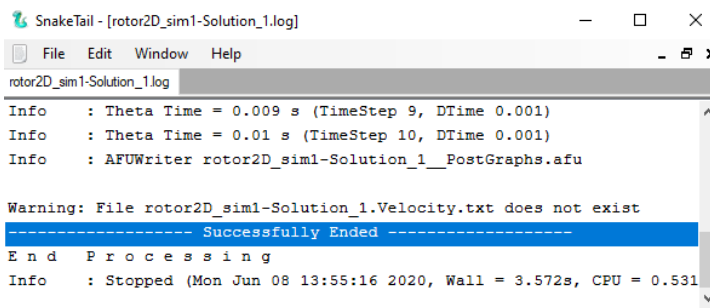 SnakeTail - [rotor2D_sim1-Solution_1.log]
File Edit Window Help
rotor2D_sim1-Solution_1.log
Info : Theta Time = 0.009 s (TimeStep 9, DTime 0.001)
Info : Theta Time = 0.01 s (TimeStep 10, DTime 0.001)
Info : AFUWriter rotor2D_sim1-Solution_1__PostGraphs.afu
Warning: File rotor2D_sim1-Solution_1.Velocity.txt does not exist
------------------- Successfully Ended -------------------
E n d P r o c e s s i n g
Info : Stopped (Mon Jun 08 13:55:16 2020, Wall = 3.572s, CPU = 0.531